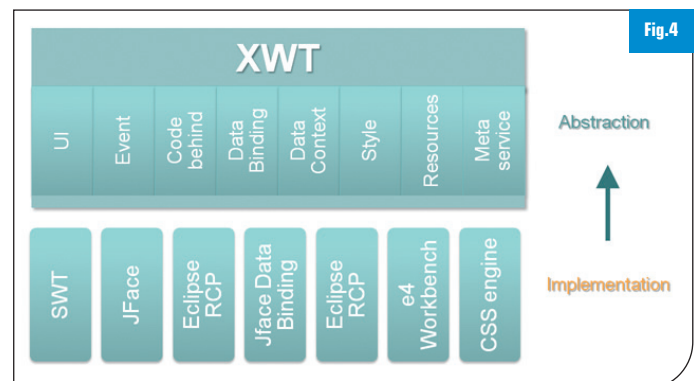 Fig.4
XWT
UI
Event
Code
behind
Data
Binding
Data
Context
Style
Resources
Meta
service
Abstraction
SWT
JFace
Eclipse
RCP
Jface Data
Binding
Eclipse
RCP
e4
Workbench
CSS engine
Implementation